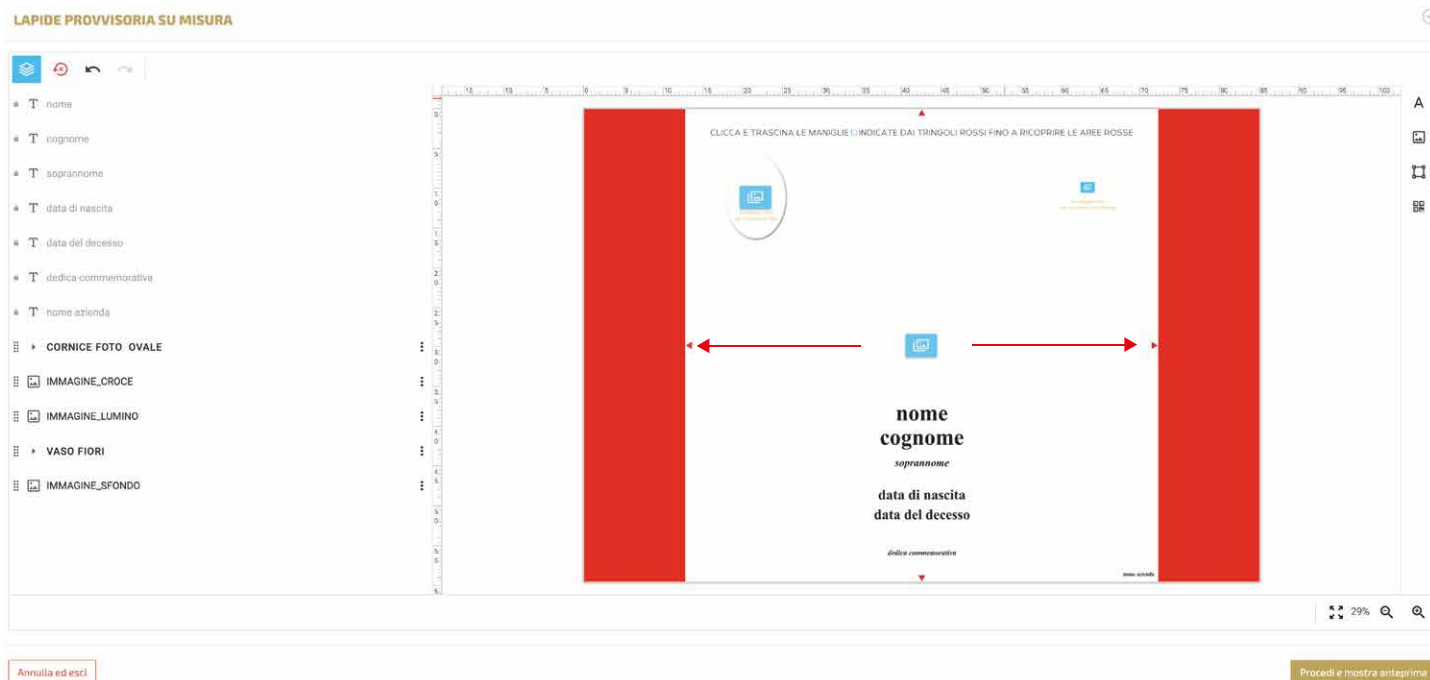 LAPIDE PROVVISORIA SU MISURA
T nome
T cognome
T soprannome
T data di nascita
T data del decesso
T dedica commemorativa
T nome azienda
CORNICE FOTO OVALE
IMMAGINE_CROCE
IMMAGINE_LUMINO
VASO FIORI
IMMAGINE_SFONDO
CLICCA E TRASCINA LE MANIGLIE INDICATE DAI TRINGOLI ROSSI FINO A RICOPRIRE LE AREE ROSSE
A
nome
cognome
soprannome
data di nascita
data del decesso
dedica commemorativa
nome azienda
29%
Annulla ed esci
Procedi e mostra anteprima